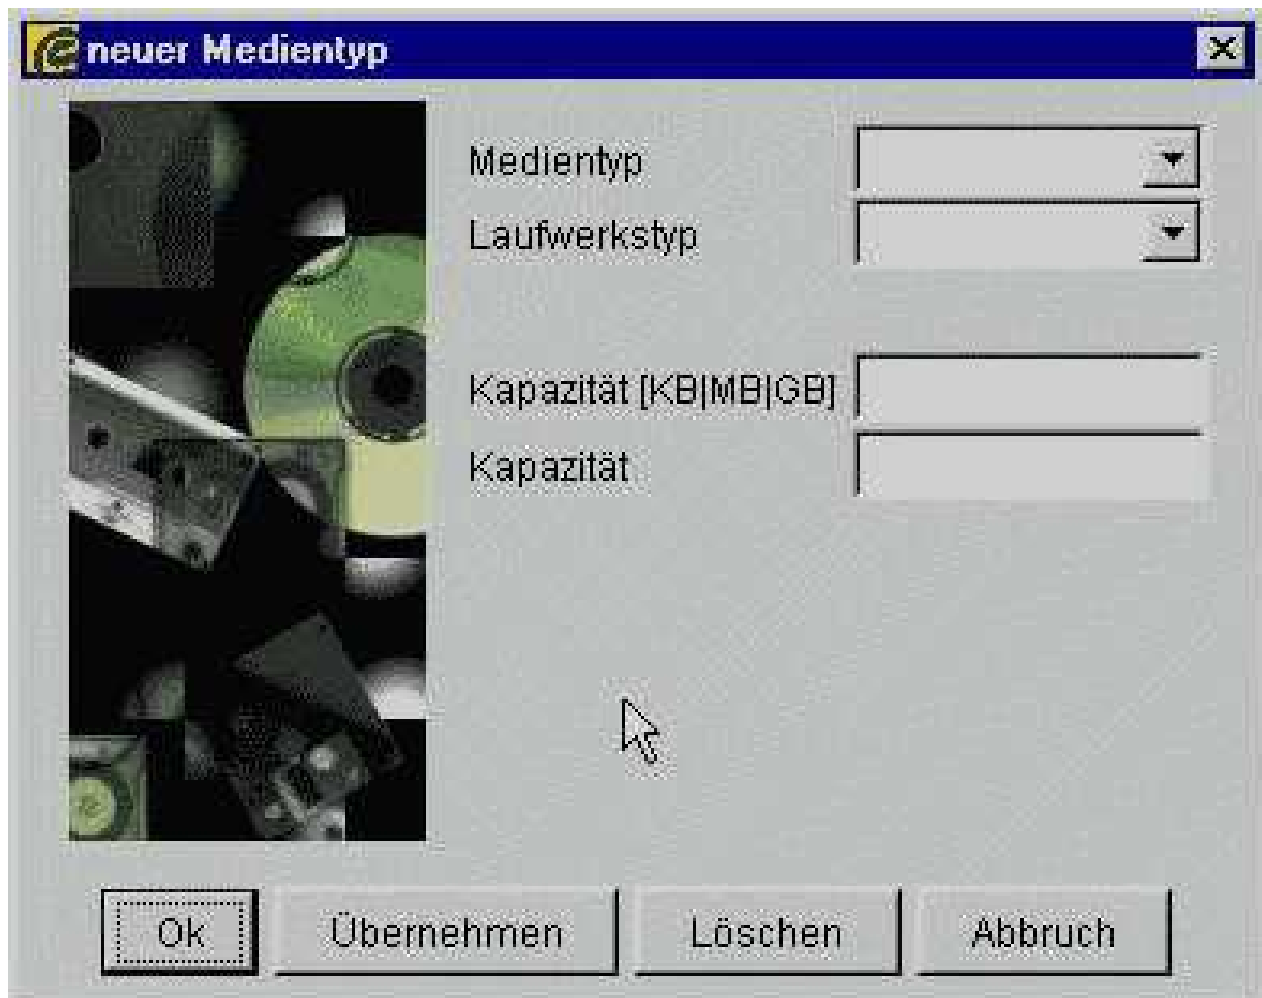 neuer Medientyp
Medientyp
Laufwerkstyp
Kapazität [KB|MB|GB]
Kapazität
Ok
Übernehmen
Löschen
Abbruch